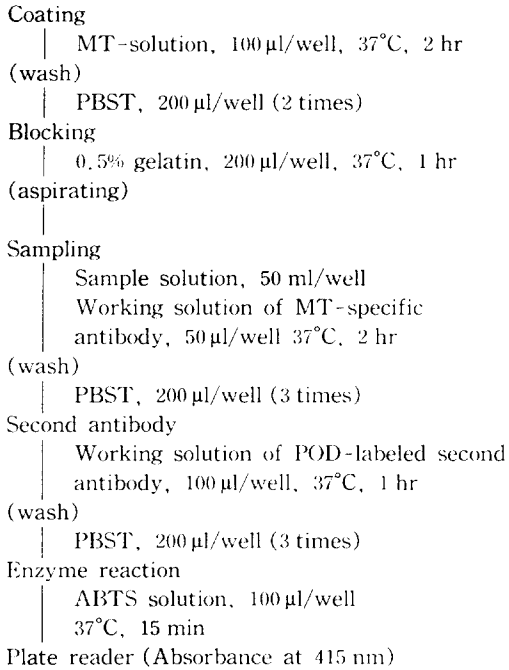 Coating
MT-solution, 100 µl/well, 37°C, 2 hr
(wash)
PBST, 200 µl/well (2 times)
Blocking
0.5% gelatin, 200 µl/well, 37°C, 1 hr
(aspirating)
Sampling
Sample solution, 50 ml/well
Working solution of MT-specific
antibody, 50 µl/well 37°C, 2 hr
(wash)
PBST, 200 µl/well (3 times)
Second antibody
Working solution of POD-labeled second
antibody, 100 µl/well, 37°C, 1 hr
(wash)
PBST, 200 µl/well (3 times)
Enzyme reaction
ABTS solution, 100 µl/well
37°C, 15 min
Plate reader (Absorbance at 415 nm)